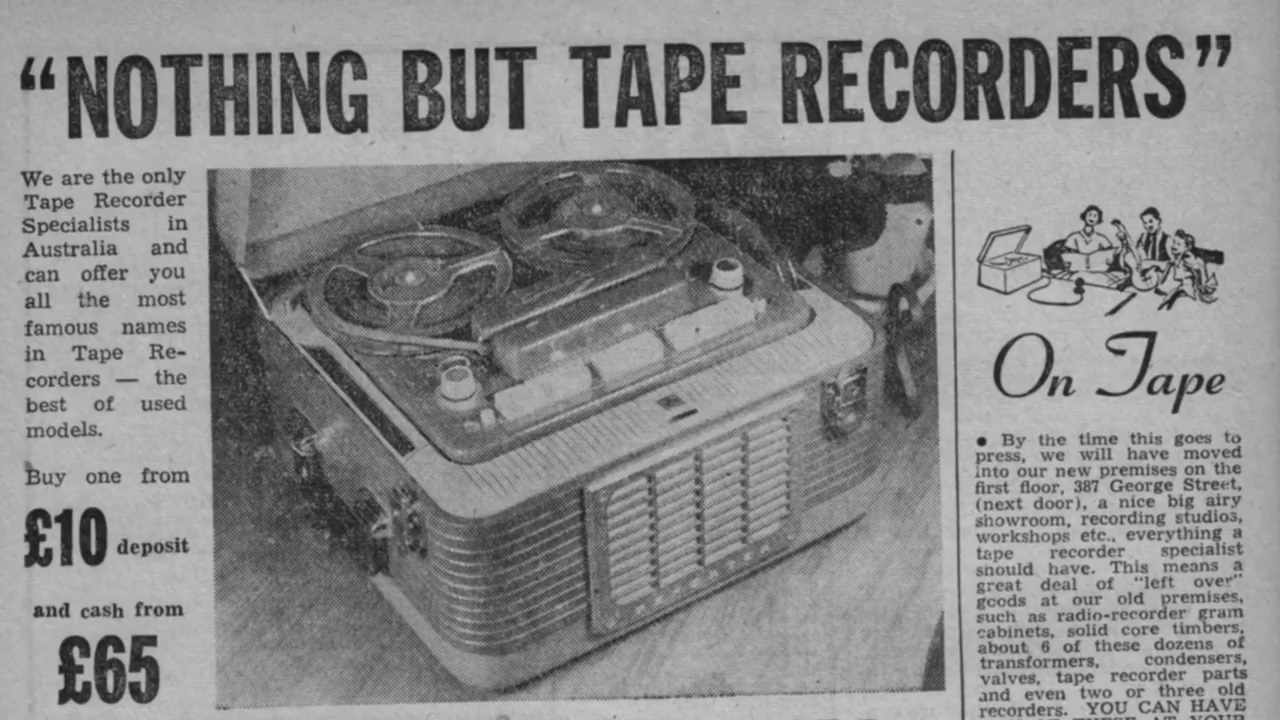 “NOTHING BUT TAPE RECORDERS”
We are the only
Tape Recorder
Specialists in
Australia and
can offer you
all the most
famous names
in Tape Re-
corders — the
best of used
models.
Buy one from
£10 deposit
and cash from
£65
On Tape
● By the time this goes to
press, we will have moved
into our new premises on the
first floor, 387 George Street,
(next door), a nice big airy
showroom, recording studios,
workshops etc., everything a
tape recorder specialist
should have. This means a
great deal of "left over"
goods at our old premises,
such as radio-recorder gram
cabinets, solid core timbers,
about 6 of these dozens of
transformers, condensers,
valves, tape recorder parts
and even two or three old
recorders. YOU CAN HAVE